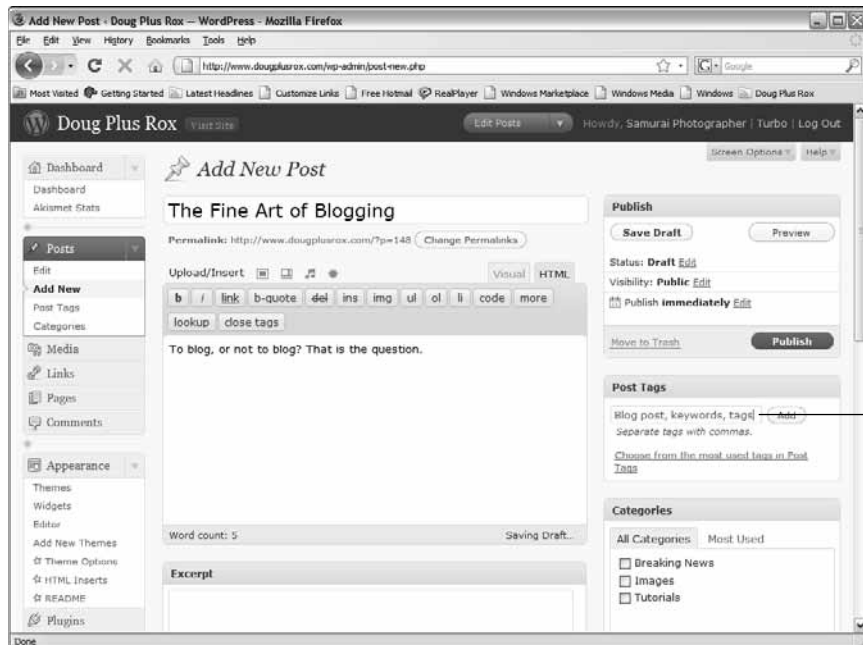 Add New Post ‹ Doug Plus Rox — WordPress - Mozilla Firefox
File Edit View History Bookmarks Tools Help
http://www.dougplusrox.com/wp-admin/post-new.php
Google
Most Visited Getting Started Latest Headlines Customize Links Free Hotmail RealPlayer Windows Marketplace Windows Media Windows Doug Plus Rox
Doug Plus Rox Visit Site
Edit Posts
Howdy, Samurai Photographer | Turbo | Log Out
Screen Options Help
Dashboard
Dashboard
Akismet Stats
Posts
Edit
Add New
Post Tags
Categories
Media
Links
Pages
Comments
Appearance
Themes
Widgets
Editor
Add New Themes
Theme Options
HTML Inserts
README
Plugins
Add New Post
The Fine Art of Blogging
Permalink: http://www.dougplusrox.com/?p=148 Change Permalinks
Upload/Insert
Visual HTML
b i link b-quote del ins img ul ol li code more
lookup close tags
To blog, or not to blog? That is the question.
Word count: 5 Saving Draft...
Excerpt
Publish
Save Draft Preview
Status: Draft Edit
Visibility: Public Edit
Publish immediately Edit
Move to Trash Publish
Post Tags
Blog post, keywords, tags Add
Separate tags with commas.
Choose from the most used tags in Post
Tags
Categories
All Categories Most Used
Breaking News
Images
Tutorials
Done